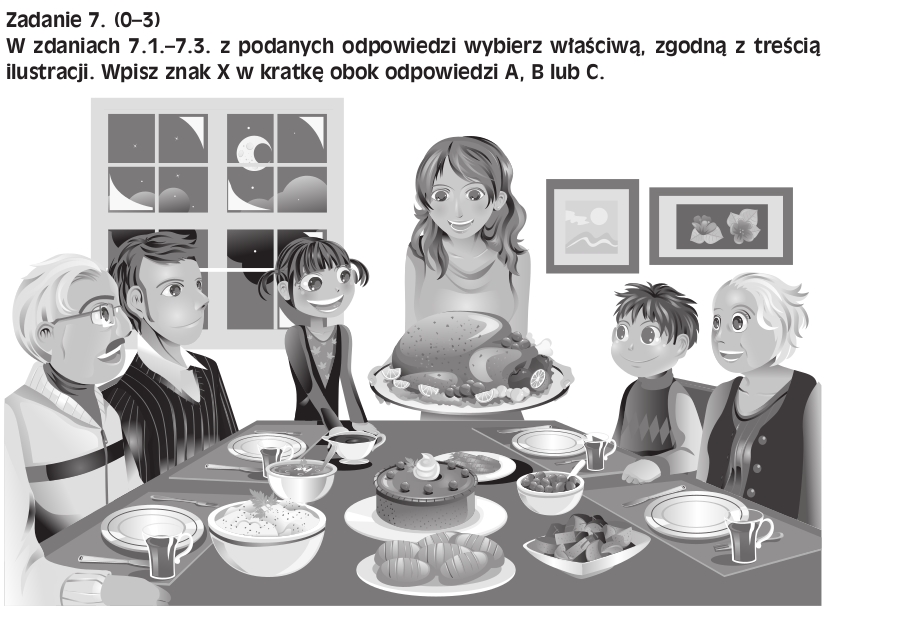 Zadanie 7. (0–3)
W zdaniach 7.1.–7.3. z podanych odpowiedzi wybierz właściwą, zgodną z treścią
ilustracji. Wpisz znak X w kratkę obok odpowiedzi A, B lub C.